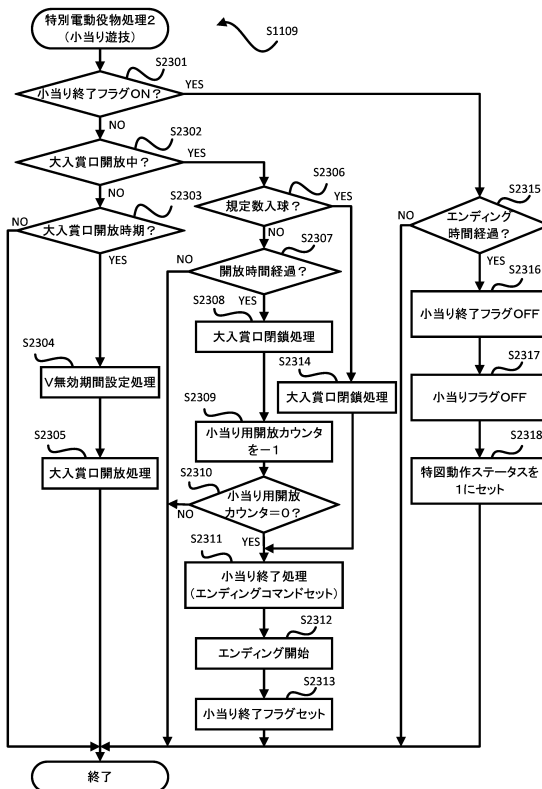 特別電動役物処理2
(小当り遊技)
S1109
S2301
小当り終了フラグON?
YES
NO
S2302
大入賞口開放中?
YES
NO
S2303
NO
大入賞口開放時期?
YES
S2304
V無効期間設定処理
S2305
大入賞口開放処理
S2306
規定数入球?
YES
NO
S2307
NO
開放時間経過?
YES
S2308
大入賞口閉鎖処理
S2314
大入賞口閉鎖処理
S2309
小当り用開放カウンタ
を-1
S2310
小当り用開放
カウンタ=0?
NO
YES
S2311
小当り終了処理
(エンディングコマンドセット)
S2312
エンディング開始
S2313
小当り終了フラグセット
S2315
NO
エンディング
時間経過?
YES
S2316
小当り終了フラグOFF
S2317
小当りフラグOFF
S2318
特図動作ステータスを
1にセット
終了